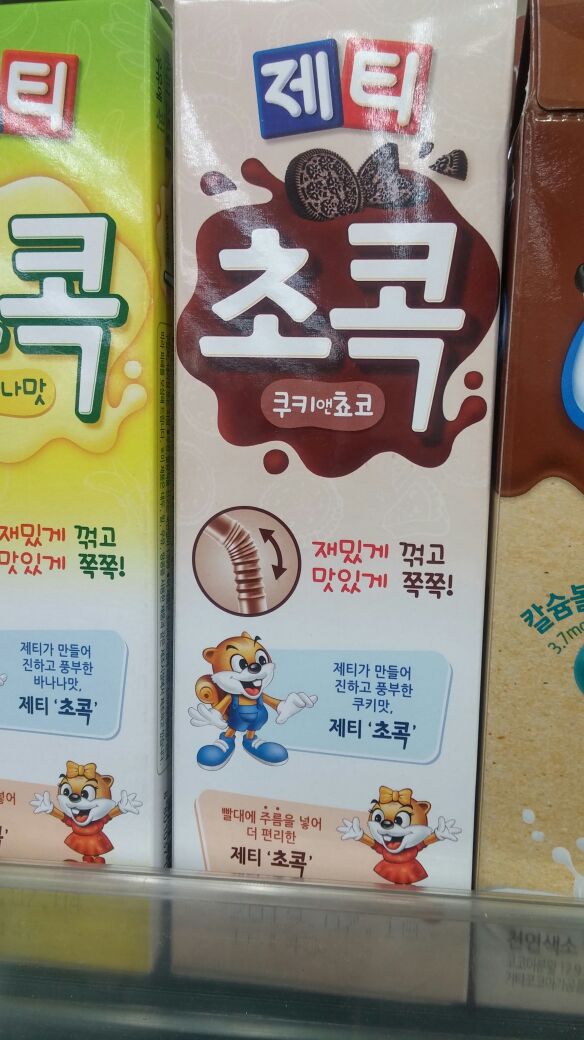 티
콕
나맛
재밌게 꺾고
맛있게 쪽쪽!
제티가 만들어
진하고 풍부한
바나나맛,
제티 '초콕'
넣어
제티
초콕
쿠키앤쵸코
재밌게 꺾고
맛있게 쪽쪽!
제티가 만들어
진하고 풍부한
쿠키맛,
제티 '초콕'
빨대에 주름을 넣어
더 편리한
제티 '초콕'
칼슘
3.7m
천연색소